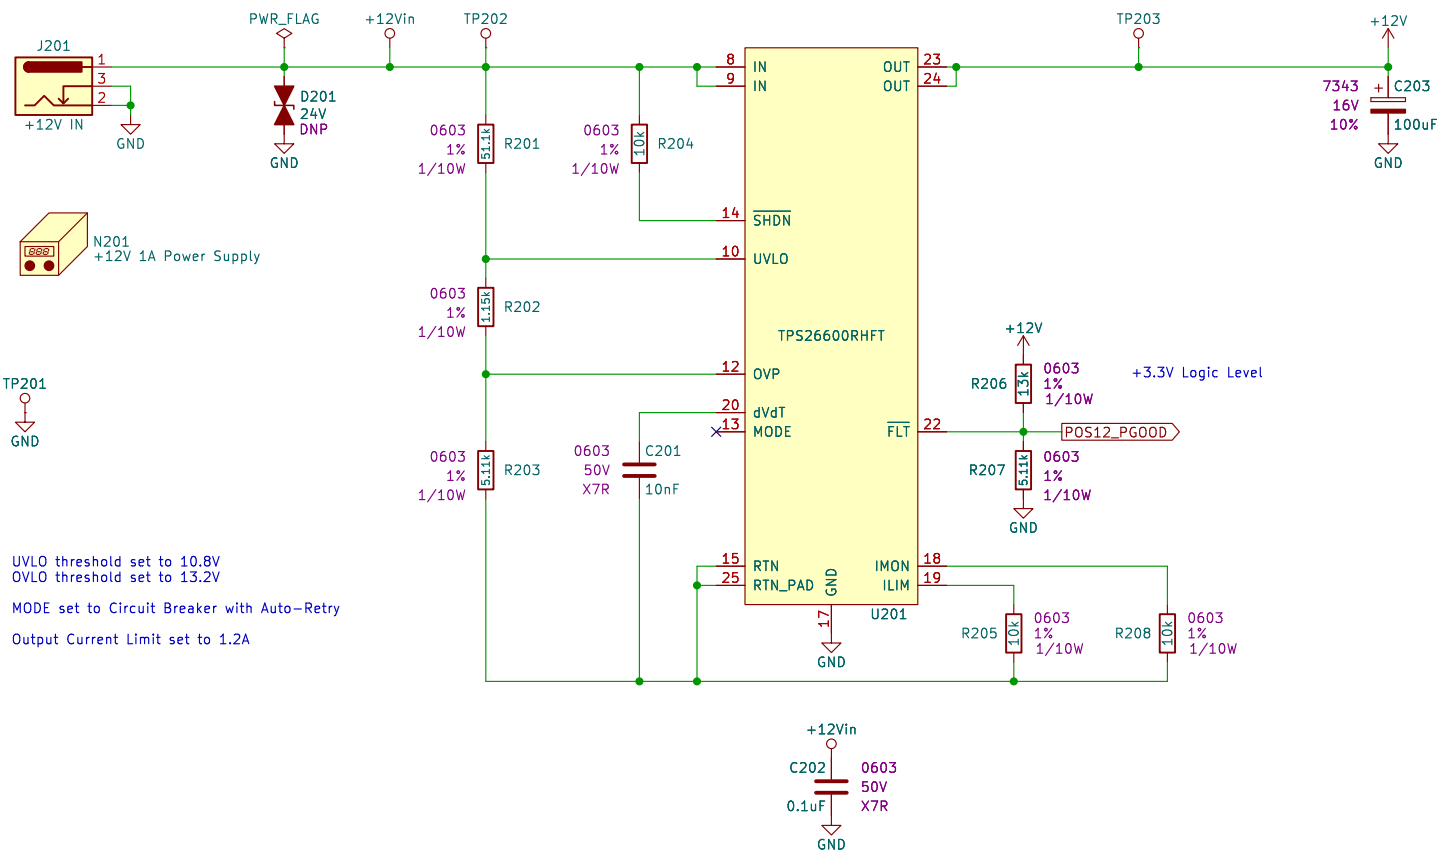 PWR_FLAG
+12Vin
TP202
TP203
+12V
J201
1
3
2
+12V IN
GND
D201
24V
DNP
GND
0603
1%
1/10W
51.1k
R201
0603
1%
1/10W
10k
R204
8
IN
9
IN
OUT
23
OUT
24
7343
16V
10%
+
C203
100uF
GND
14
SHDN
10
UVLO
888
N201
+12V 1A Power Supply
0603
1%
1/10W
1.15k
R202
TPS26600RHFT
12
OVP
20
dVdT
13
MODE
FLT
22
+12V
R206
13k
0603
1%
1/10W
+3.3V Logic Level
POS12_PGOOD
R207
5.11k
0603
1%
1/10W
GND
TP201
GND
0603
1%
1/10W
5.11k
R203
0603
50V
X7R
C201
10nF
UVLO threshold set to 10.8V
OVLO threshold set to 13.2V
MODE set to Circuit Breaker with Auto-Retry
Output Current Limit set to 1.2A
15
RTN
25
RTN_PAD
GND
17
IMON
18
ILIM
19
U201
GND
R205
10k
0603
1%
1/10W
R208
10k
0603
1%
1/10W
+12Vin
C202
0.1uF
0603
50V
X7R
GND